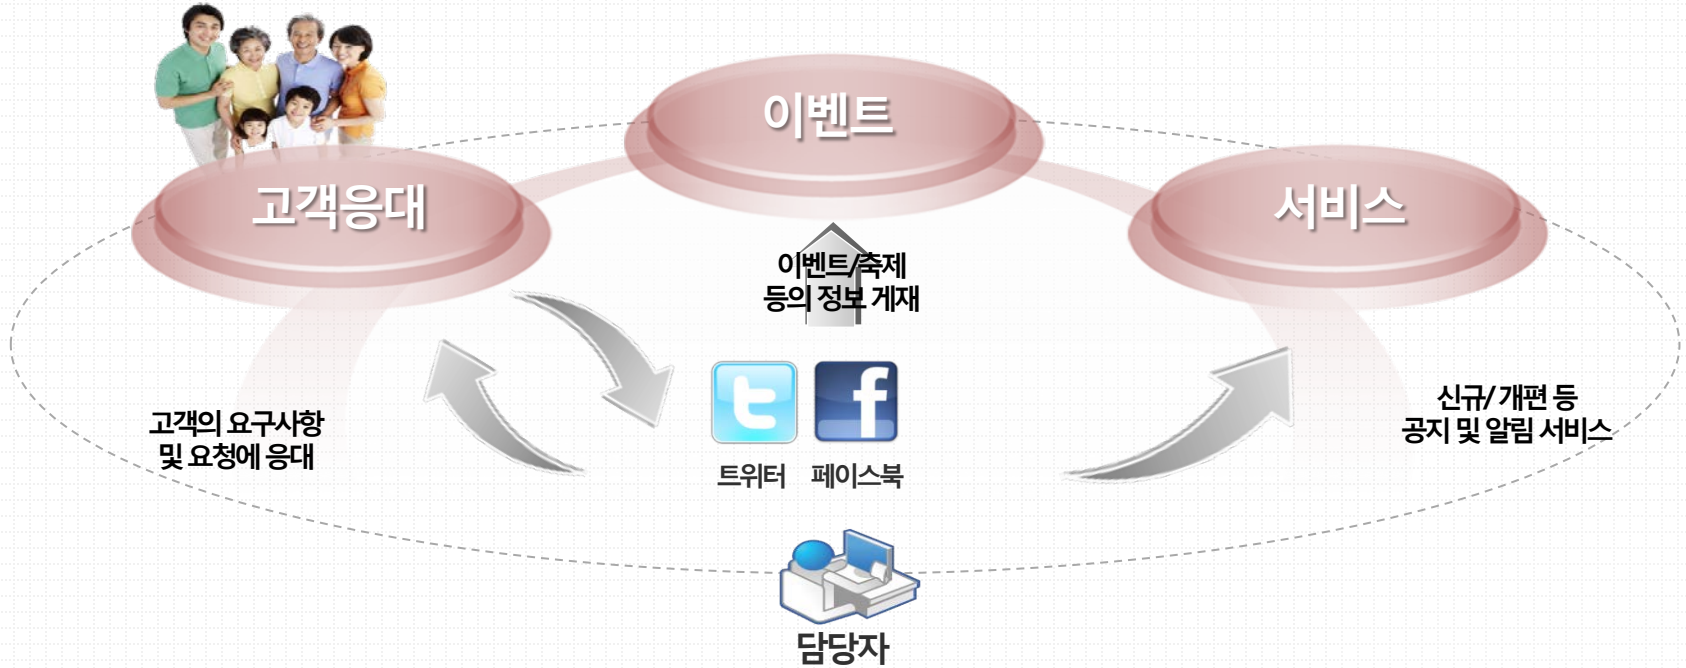 이벤트
고객응대
서비스
이벤트/축제
등의 정보 게재
고객의 요구사항
및 요청에 응대
신규/ 개편 등
공지 및 알림 서비스
t f
트위터 페이스북
담당자